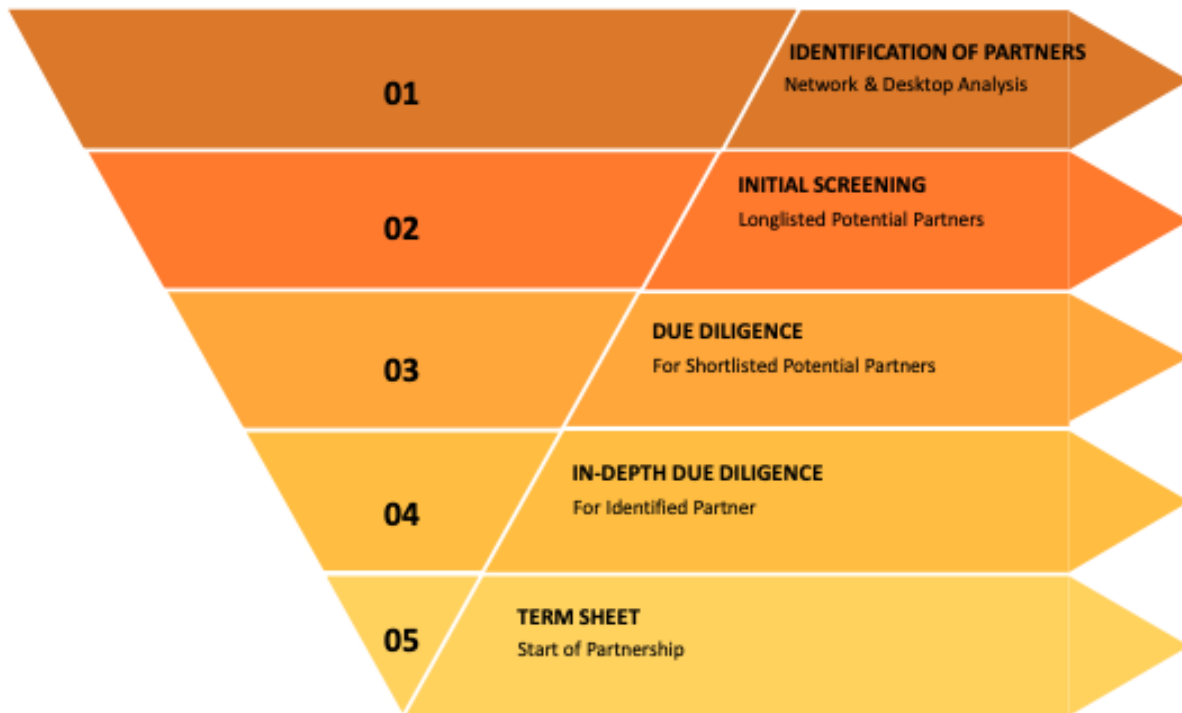 01
IDENTIFICATION OF PARTNERS
Network & Desktop Analysis
02
INITIAL SCREENING
Longlisted Potential Partners
03
DUE DILIGENCE
For Shortlisted Potential Partners
04
IN-DEPTH DUE DILIGENCE
For Identified Partner
05
TERM SHEET
Start of Partnership